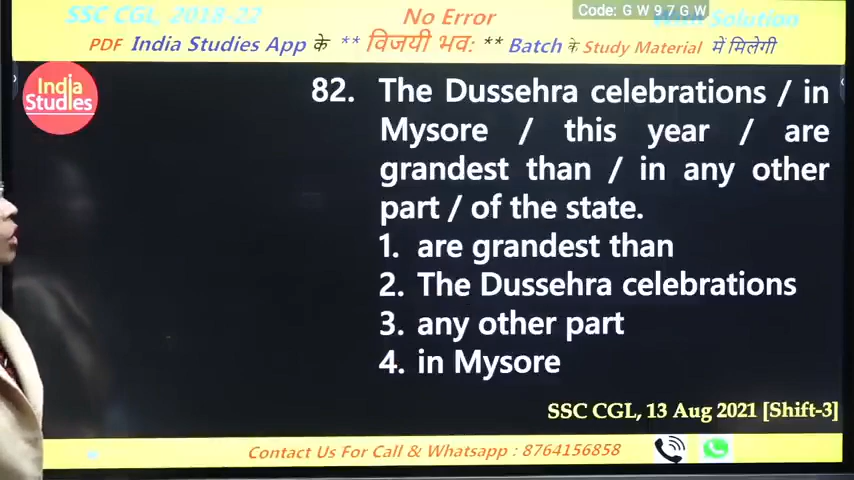 SSC CGL, 2018-22
No Error
Code: G W 9 7 G W
With Solution
PDF India Studies App के ** विजयी भव: ** Batch के Study Material में मिलेगी
India
Studies
82. The Dussehra celebrations / in
Mysore / this year / are
grandest than / in any other
part / of the state.
1. are grandest than
2. The Dussehra celebrations
3. any other part
4. in Mysore
SSC CGL, 13 Aug 2021 [Shift-3]
Contact Us For Call & Whatsapp : 8764156858